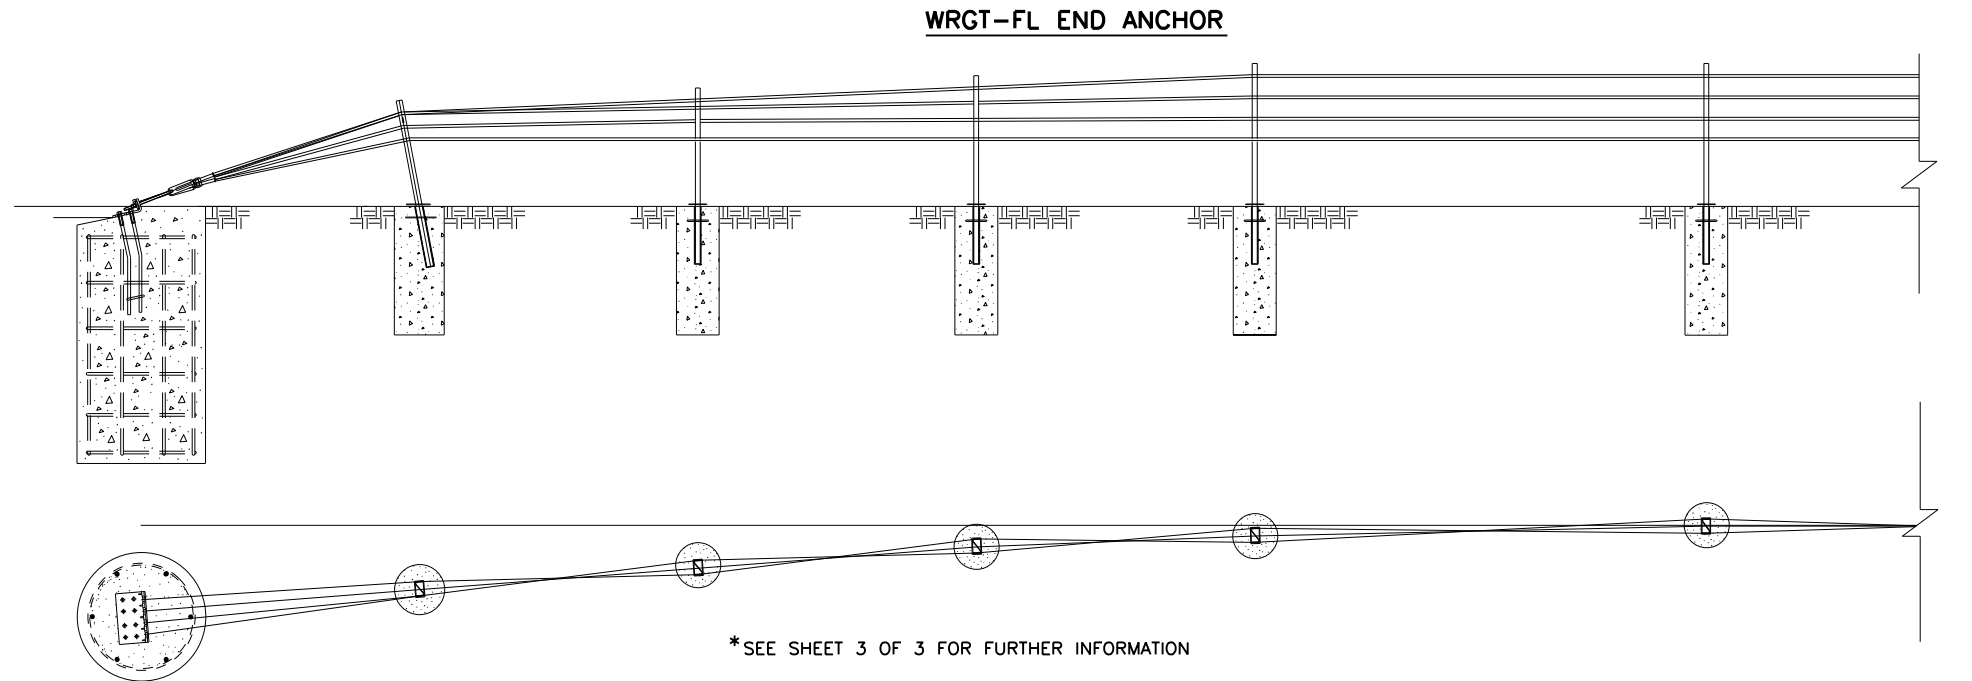 WRGT-FL END ANCHOR
*SEE SHEET 3 OF 3 FOR FURTHER INFORMATION